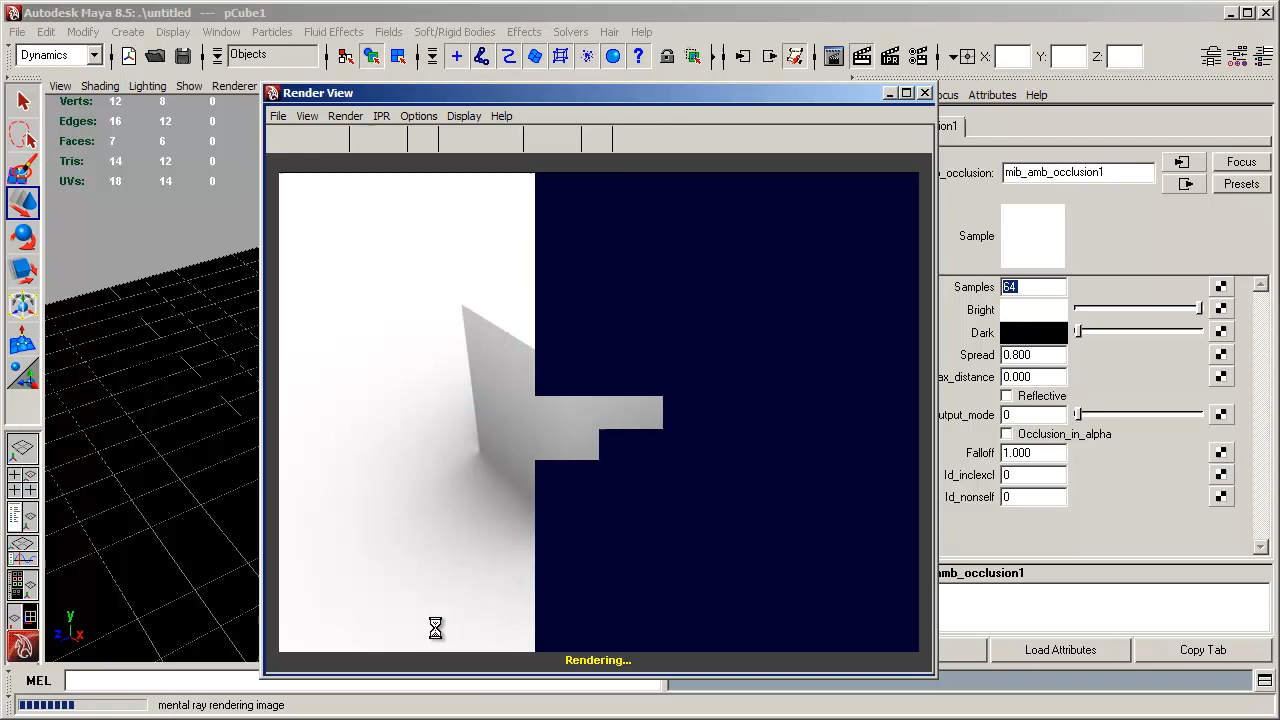 Autodesk Maya 8.5: .\untitled --- pCube1
File Edit Modify Create Display Window Particles Fluid Effects Fields Soft/Rigid Bodies Effects Solvers Hair Help
Dynamics Objects IPR X: Y: Z:
View Shading Lighting Show Renderer
Verts: 12 8 0
Edges: 16 12 0
Faces: 7 6 0
Tris: 14 12 0
UVs: 18 14 0
y
z x
Render View
File View Render IPR Options Display Help
Rendering...
ocus Attributes Help
ion1
b_occlusion: mib_amb_occlusion1
Focus
Presets
Sample
Samples 64
Bright
Dark
Spread 0.800
ax_distance 0.000
Reflective
utput_mode 0
Occlusion_in_alpha
Falloff 1.000
Id_inclexcl 0
Id_nonself 0
amb_occlusion1
Load Attributes Copy Tab
MEL
mental ray rendering image